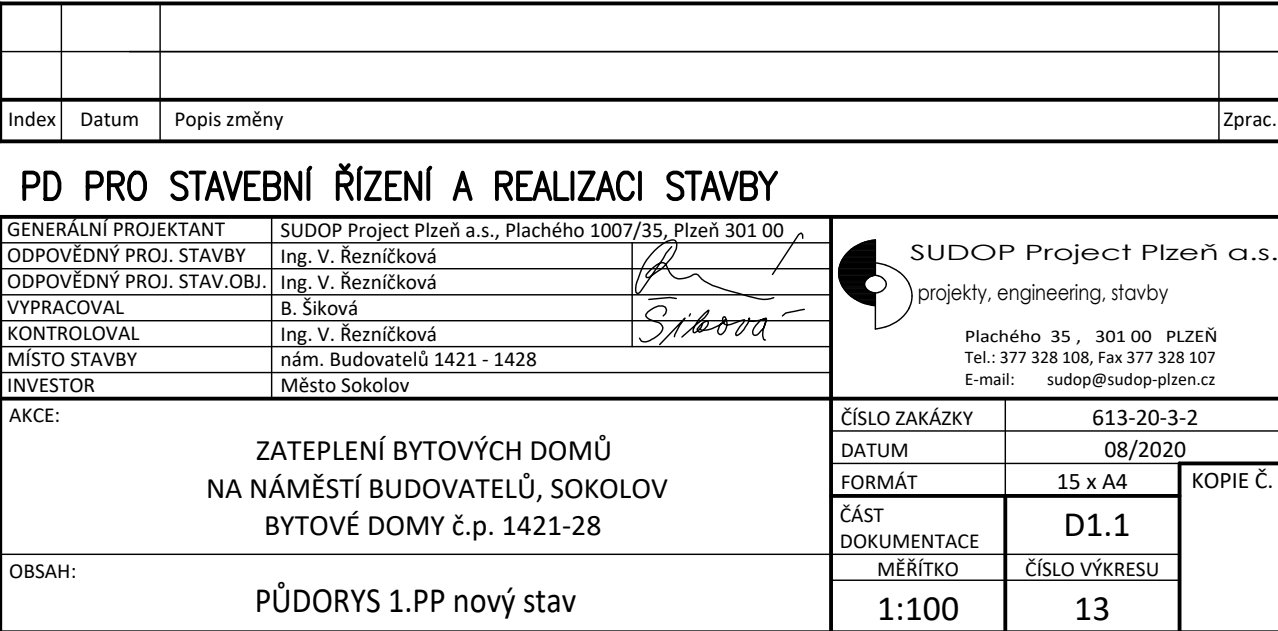 Index Datum Popis změny Zprac.
PD PRO STAVEBNÍ ŘÍZENÍ A REALIZACI STAVBY
GENERÁLNÍ PROJEKTANT SUDOP Project Plzeň a.s., Plachého 1007/35, Plzeň 301 00
ODPOVĚDNÝ PROJ. STAVBY Ing. V. Řezníčková
ODPOVĚDNÝ PROJ. STAV.OBJ. Ing. V. Řezníčková
VYPRACOVAL B. Šiková
KONTROLOVAL Ing. V. Řezníčková
Šiková
MÍSTO STAVBY nám. Budovatelů 1421 - 1428
INVESTOR Město Sokolov
SUDOP Project Plzeň a.s.
projekty, engineering, stavby
Plachého 35 , 301 00 PLZEŇ
Tel.: 377 328 108, Fax 377 328 107
E-mail: sudop@sudop-plzen.cz
AKCE:
ZATEPLENÍ BYTOVÝCH DOMŮ
NA NÁMĚSTÍ BUDOVATELŮ, SOKOLOV
BYTOVÉ DOMY č.p. 1421-28
OBSAH:
PŮDORYS 1.PP nový stav
ČÍSLO ZAKÁZKY 613-20-3-2
DATUM 08/2020
FORMÁT 15 x A4
KOPIE Č.
ČÁST
DOKUMENTACE
D1.1
MĚŘÍTKO ČÍSLO VÝKRESU
1:100 13